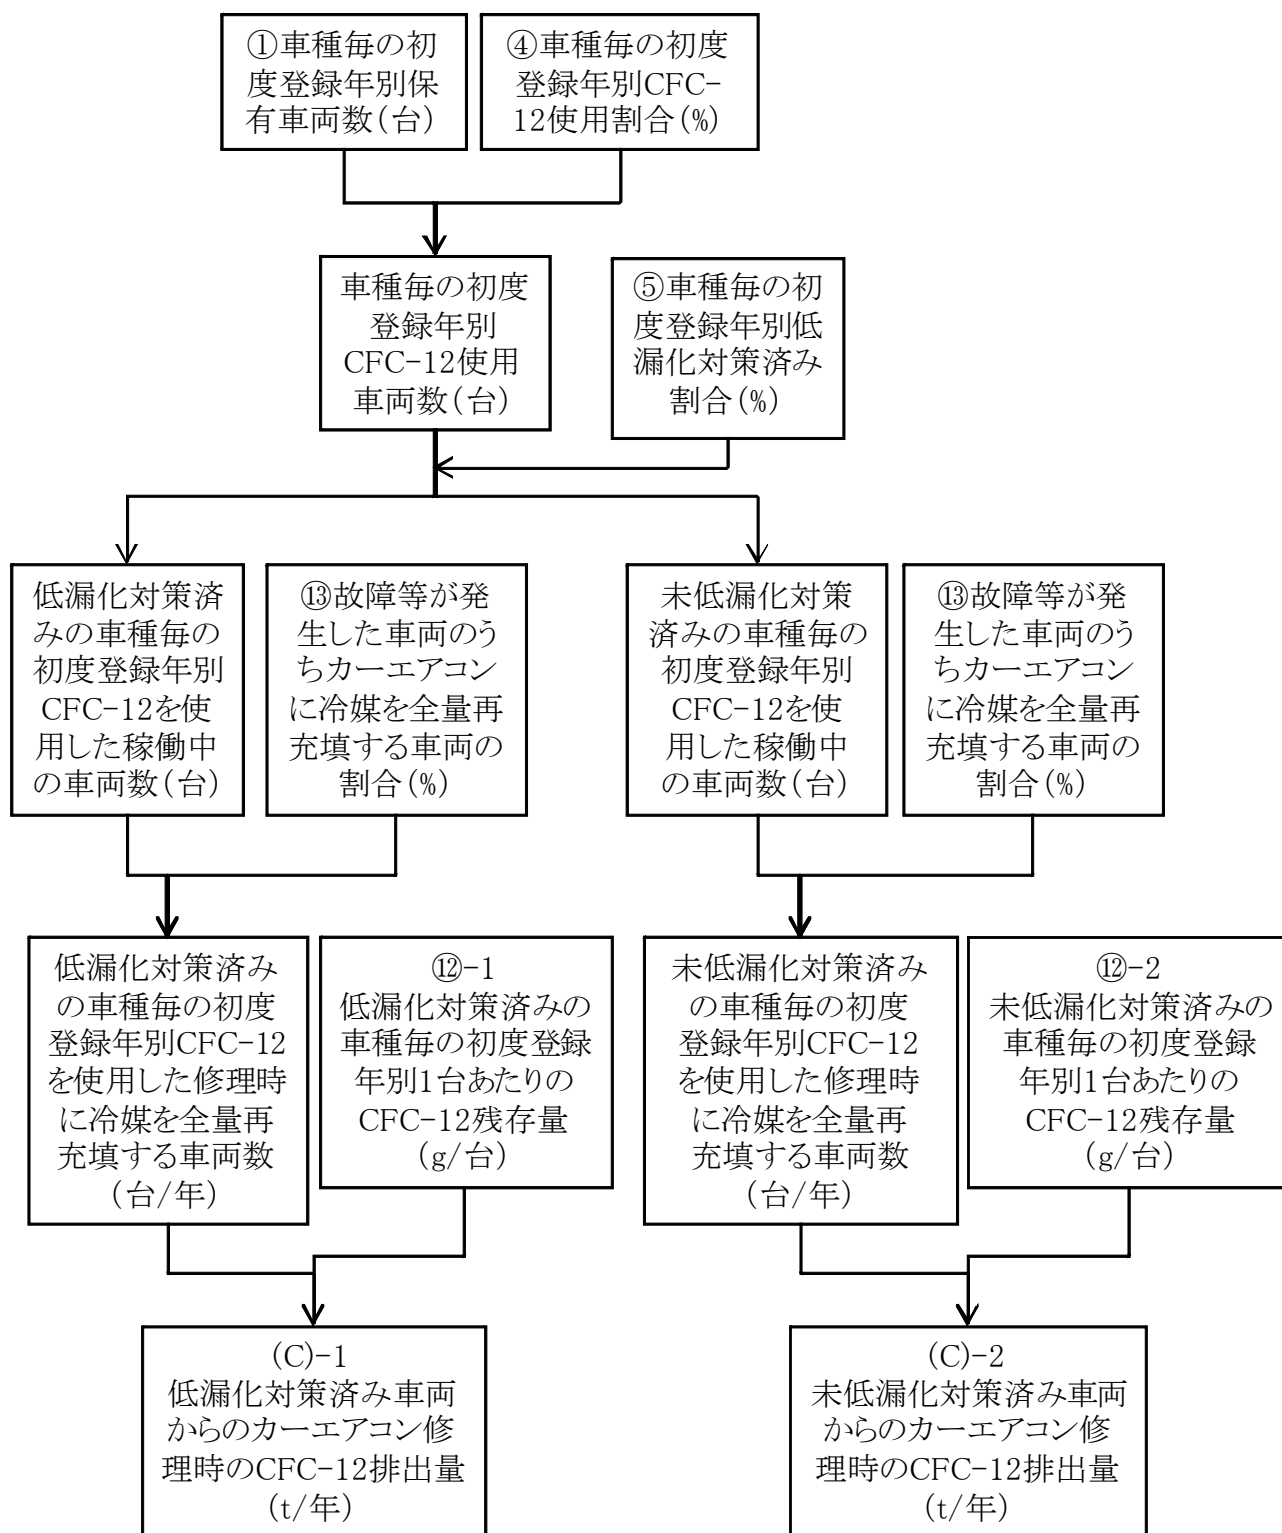 ①車種毎の初
度登録年別保
有車両数(台)
④車種毎の初度
登録年別CFC-
12使用割合(%)
車種毎の初度
登録年別
CFC-12使用
車両数(台)
⑤車種毎の初
度登録年別低
漏化対策済み
割合(%)
低漏化対策済
みの車種毎の
初度登録年別
CFC-12を使
用した稼働中
の車両数(台)
⑬故障等が発
生した車両のう
ちカーエアコン
に冷媒を全量再
充填する車両の
割合(%)
未低漏化対策
済みの車種毎の
初度登録年別
CFC-12を使
用した稼働中
の車両数(台)
⑬故障等が発
生した車両のう
ちカーエアコン
に冷媒を全量再
充填する車両の
割合(%)
低漏化対策済み
の車種毎の初度
登録年別CFC-12
を使用した修理時
に冷媒を全量再
充填する車両数
(台/年)
⑫-1
低漏化対策済みの
車種毎の初度登録
年別1台あたりの
CFC-12残存量
(g/台)
未低漏化対策済み
の車種毎の初度
登録年別CFC-12
を使用した修理時
に冷媒を全量再
充填する車両数
(台/年)
⑫-2
未低漏化対策済みの
車種毎の初度登録
年別1台あたりの
CFC-12残存量
(g/台)
(C)-1
低漏化対策済み車両
からのカーエアコン修
理時のCFC-12排出量
(t/年)
(C)-2
未低漏化対策済み車両
からのカーエアコン修
理時のCFC-12排出量
(t/年)